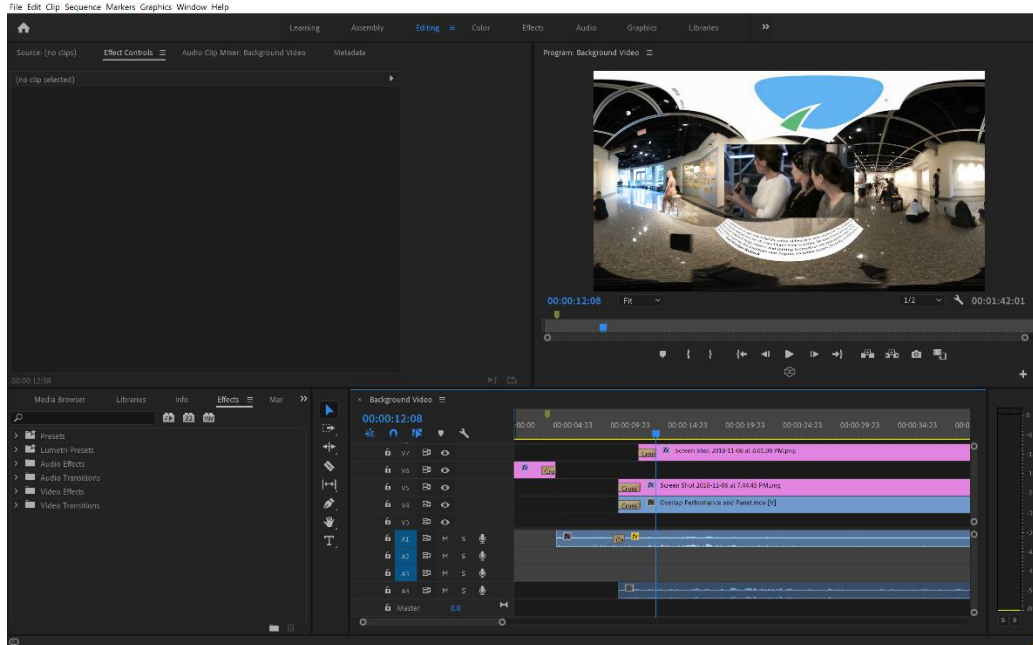 File Edit Clip Sequence Markers Graphics Window Help
Learning Assembly Editing Color Effects Audio Graphics Libraries
Source: (no clips) Effect Controls Audio Clip Mixer: Background Video Metadata
Program: Background Video
(no clip selected)
00:00:12:08 Fit 1/2 00:01:42:01
00:00:12:08
Media Browser Libraries Info Effects Mar
Presets
Lumetri Presets
Audio Effects
Audio Transitions
Video Effects
Video Transitions
× Background Video
00:00:12:08
:00:00 00:00:04:23 00:00:09:23 00:00:14:23 00:00:19:23 00:00:24:23 00:00:29:23 00:00:34:23 00:0
V7 Cros Screen Shot 2018-11-08 at 6.01.08 PM.png
V6 Cro
V5 Cross Screen Shot 2018-11-06 at 7.44.45 PM.png
V4 Cross Overlap Performance and Panel.mov [V]
V3
A1 M S
A2 M S
A3 M S
A4 M S
Master 0.0
S S